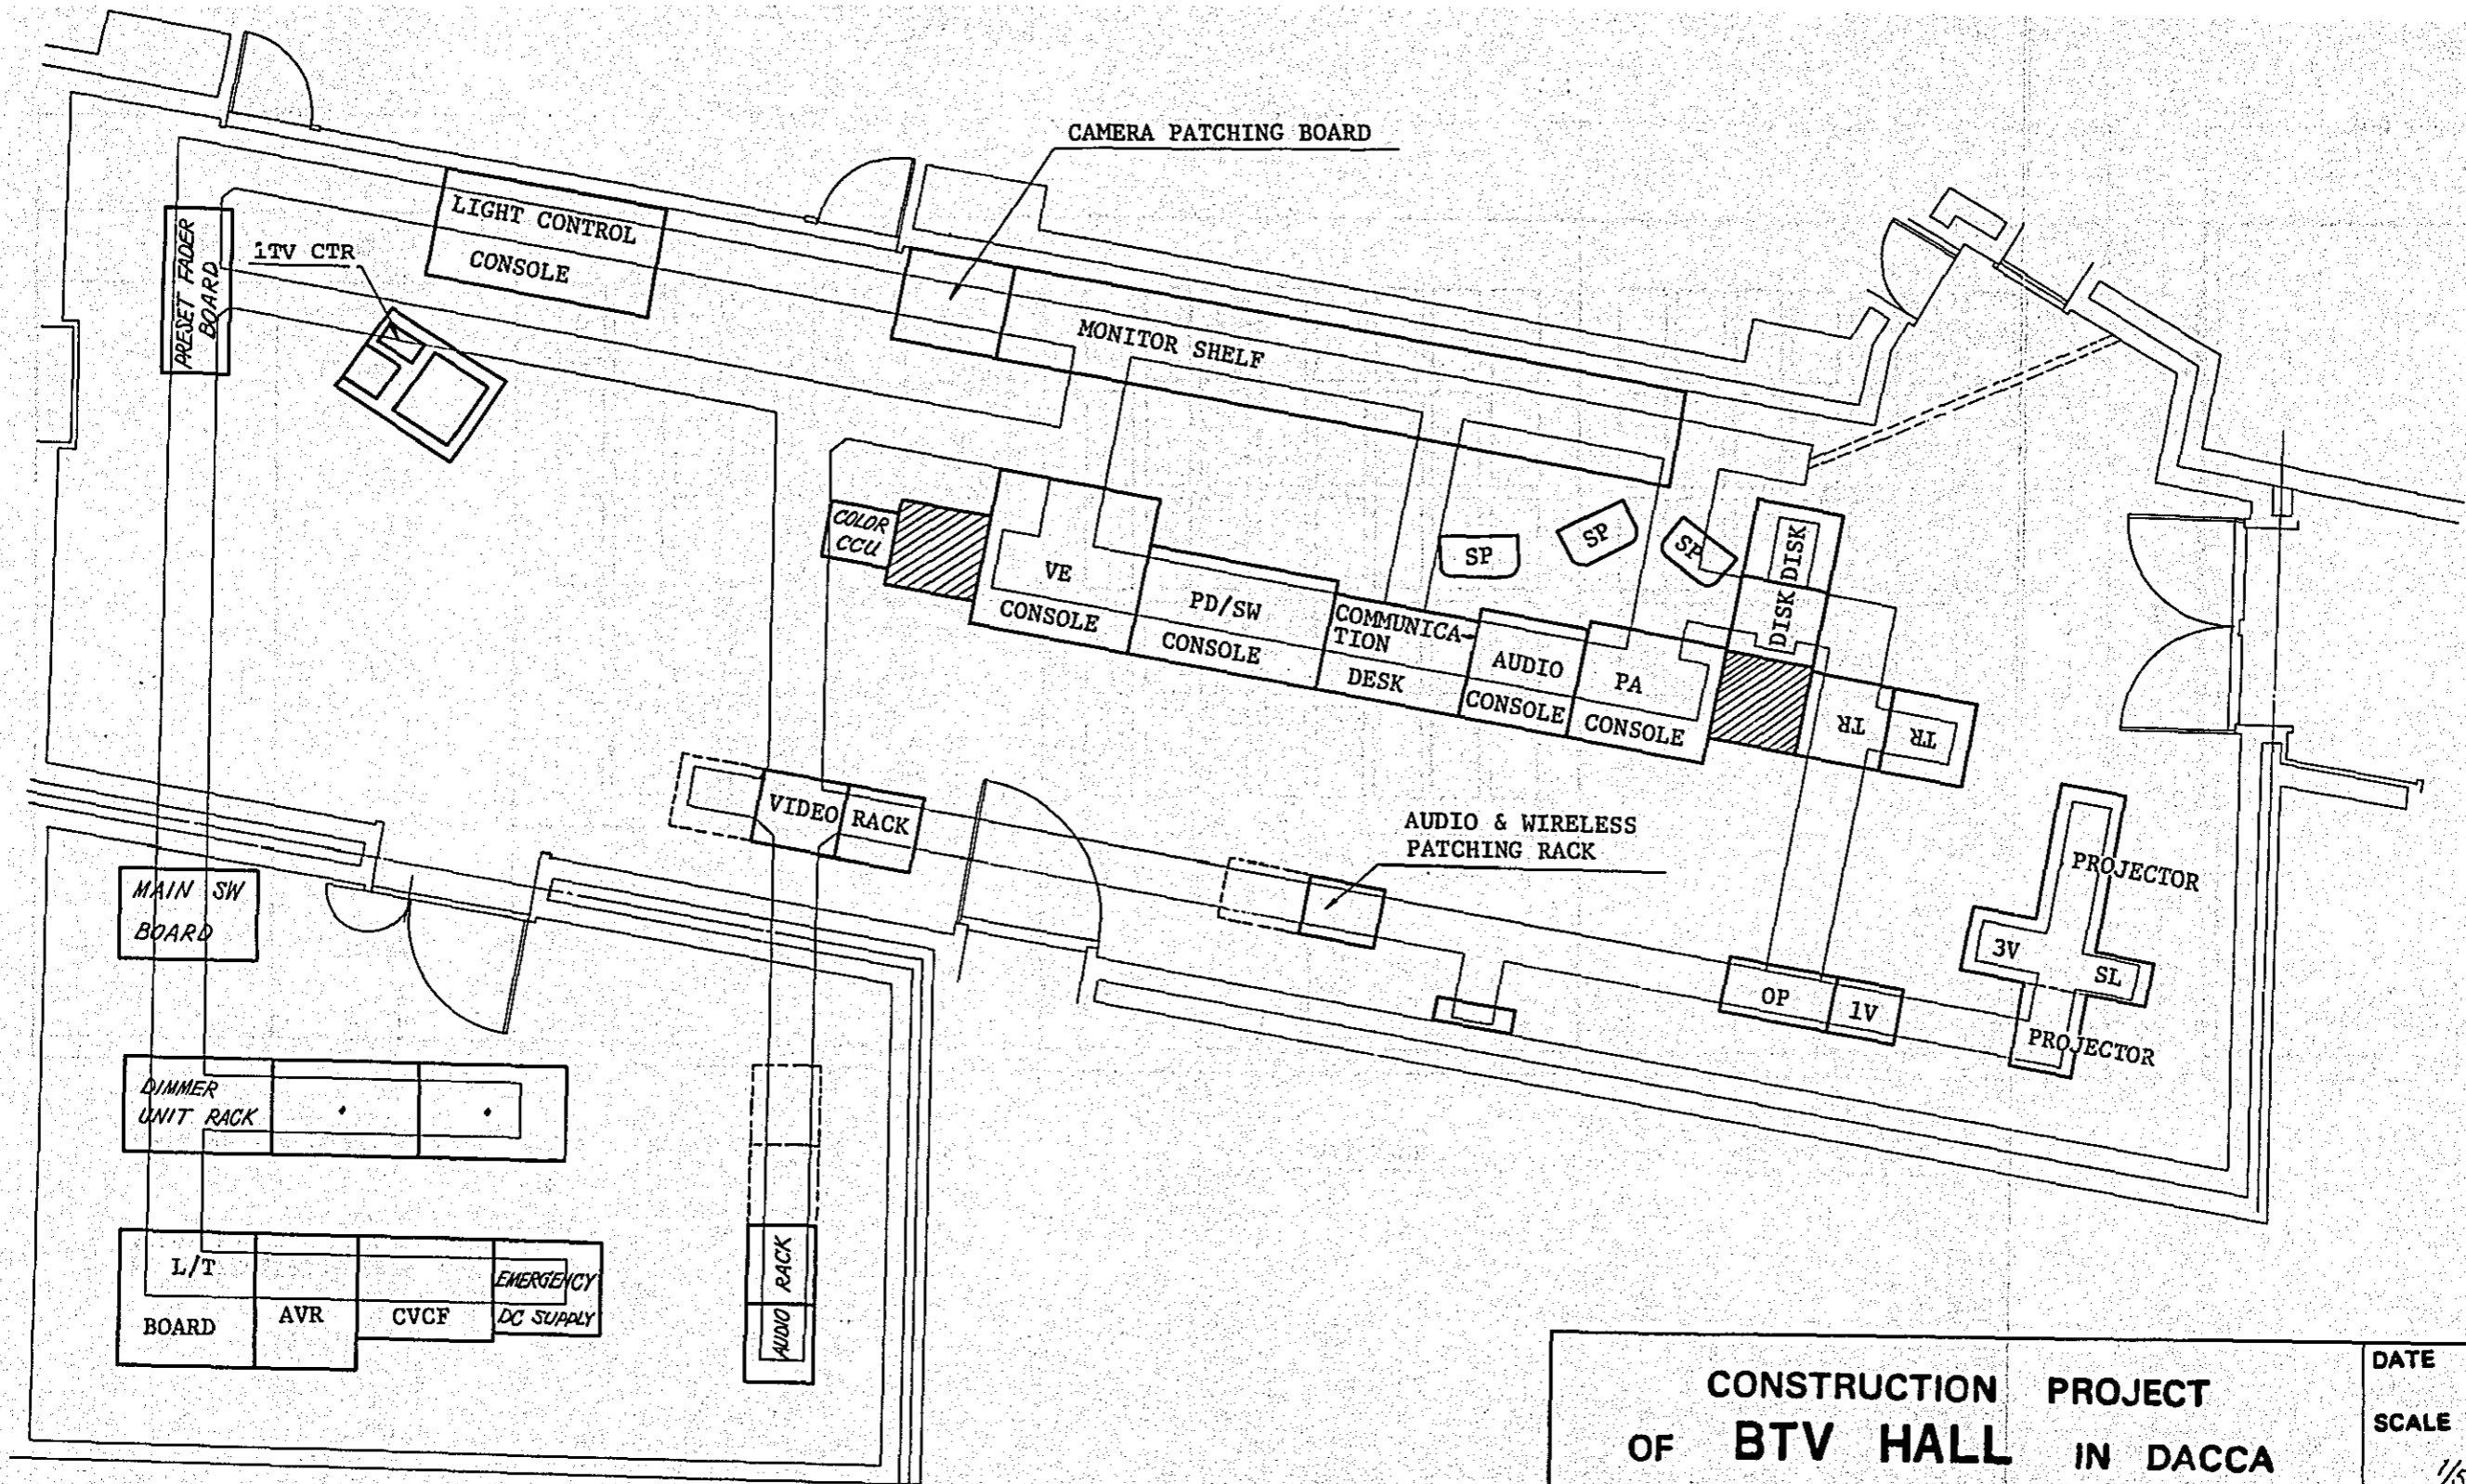 CAMERA PATCHING BOARD
LIGHT CONTROL
CONSOLE
PRESET FADER
BOARD
iTV CTR
MONITOR SHELF
COLOR
CCU
VE
CONSOLE
PD/SW
CONSOLE
COMMUNICA-
TION
DESK
AUDIO
CONSOLE
PA
CONSOLE
SP
SP
SP
DISK
DISK
TR
TR
VIDEO RACK
AUDIO & WIRELESS
PATCHING RACK
PROJECTOR
3V
SL
PROJECTOR
OP
1V
MAIN SW
BOARD
DIMMER
UNIT RACK
L/T
BOARD
AVR
CVCF
EMERGENCY
DC SUPPLY
AUDIO RACK
CONSTRUCTION PROJECT
OF BTV HALL IN DACCA
DATE
SCALE